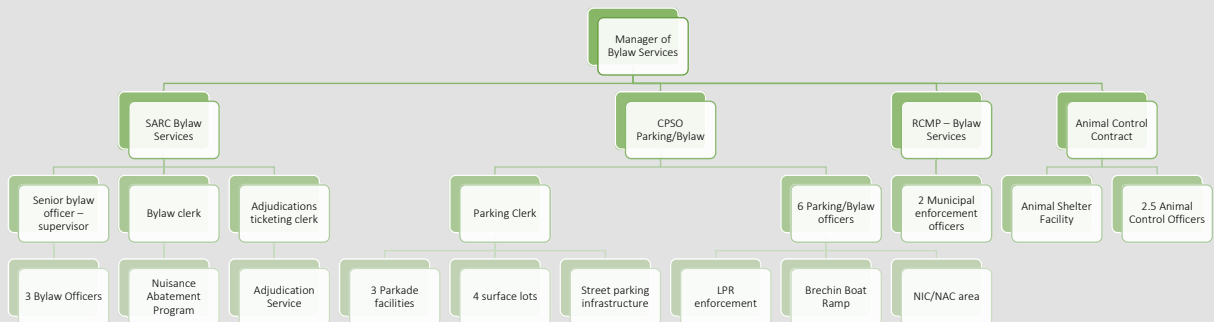 Manager of
Bylaw Services
SARC Bylaw
Services
CPSO
Parking/Bylaw
RCMP – Bylaw
Services
Animal Control
Contract
Senior bylaw
officer –
supervisor
Bylaw clerk
Adjudications
ticketing clerk
Parking Clerk
6 Parking/Bylaw
officers
2 Municipal
enforcement
officers
Animal Shelter
Facility
2.5 Animal
Control Officers
3 Bylaw Officers
Nuisance
Abatement
Program
Adjudication
Service
3 Parkade
facilities
4 surface lots
Street parking
infrastructure
LPR
enforcement
Brechin Boat
Ramp
NIC/NAC area